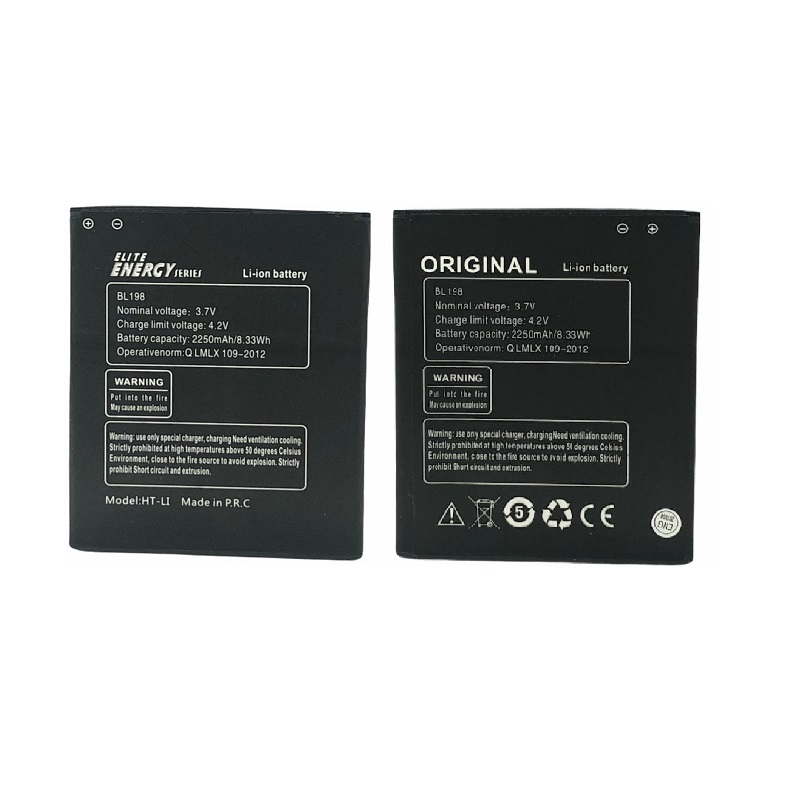 ELITE
ENERGY SERIES
Li-ion battery
BL198
Nominal voltage: 3.7V
Charge limit voltage: 4.2V
Battery capacity: 2250mAh/8.33Wh
Operativenorm: Q LMLX 109-2012
WARNING
Put into the fire
May cause an explosion
Warning: use only special charger, charging Need ventilation cooling.
Strictly prohibited at high temperatures above 50 degrees Celsius
Environment, close to the fire source to avoid explosion. Strictly
prohibit Short circuit and extrusion.
Model:HT-LI Made in P.R.C
ORIGINAL Li-ion battery
BL198
Nominal voltage: 3.7V
Charge limit voltage: 4.2V
Battery capacity: 2250mAh/8.33Wh
Operativenorm: Q LMLX 109-2012
WARNING
Put into the fire
May cause an explosion
Warning: use only special charger, charging Need ventilation cooling.
Strictly prohibited at high temperatures above 50 degrees Celsius
Environment, close to the fire source to avoid explosion. Strictly
prohibit Short circuit and extrusion.
5 CE
ENG